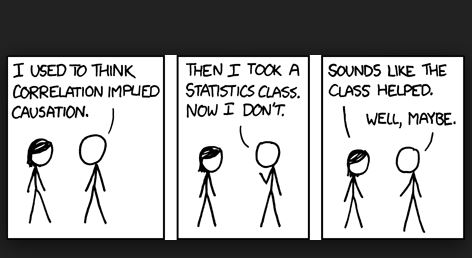 I USED TO THINK
CORRELATION IMPLIED
CAUSATION.
THEN I TOOK A
STATISTICS CLASS.
NOW I DON'T.
SOUNDS LIKE THE
CLASS HELPED.
WELL, MAYBE.